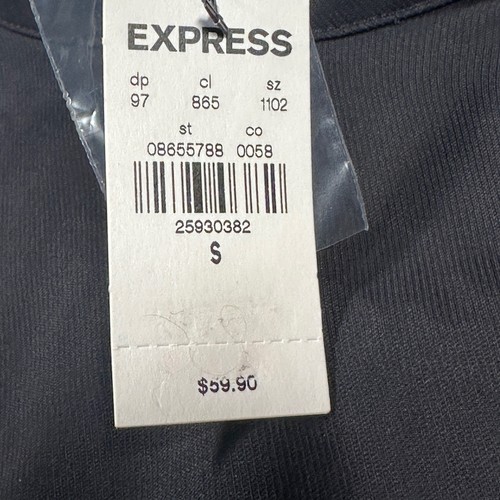 EXPRESS
dp cl sz
97 865 1102
st co
08655788 0058
25930382
S
$59.90